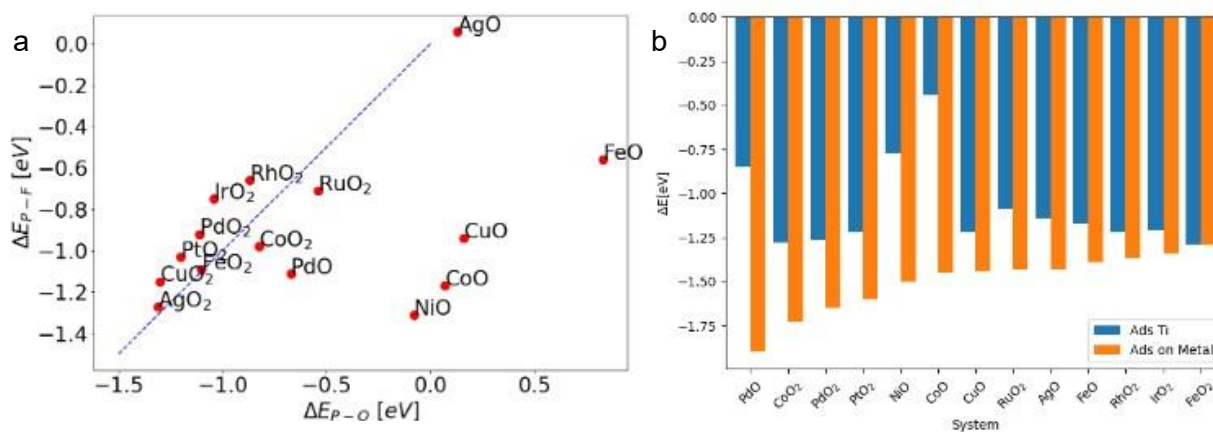 a
0.0
−0.2
−0.4
−0.6
−0.8
−1.0
−1.2
−1.4
ΔE_{P−F} [eV]
AgO
FeO
RhO₂
RuO₂
IrO₂
PdO₂
CuO
PtO₂
CoO₂
FeO₂
PdO
CuO₂
CoO
AgO₂
NiO
−1.5 −1.0 −0.5 0.0 0.5
ΔE_{P−O} [eV]
b
0.00
−0.25
−0.50
−0.75
−1.00
−1.25
−1.50
−1.75
ΔE[eV]
Ads Ti
Ads on Metal
PdO CoO₂ PdO₂ PtO₂ NiO CoO CuO RuO₂ AgO FeO RhO₂ IrO₂ FeO₂
System